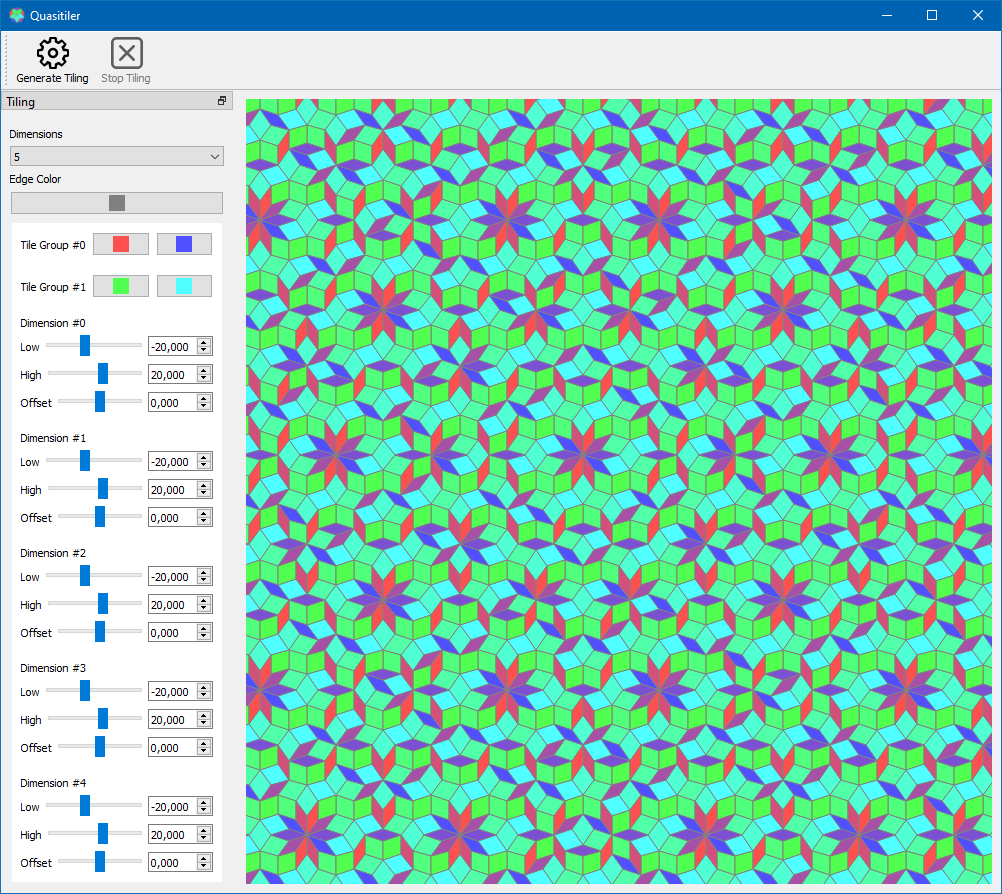 Quasitiler
Generate Tiling Stop Tiling
Tiling
Dimensions
5
Edge Color
Tile Group #0
Tile Group #1
Dimension #0
Low -20,000
High 20,000
Offset 0,000
Dimension #1
Low -20,000
High 20,000
Offset 0,000
Dimension #2
Low -20,000
High 20,000
Offset 0,000
Dimension #3
Low -20,000
High 20,000
Offset 0,000
Dimension #4
Low -20,000
High 20,000
Offset 0,000